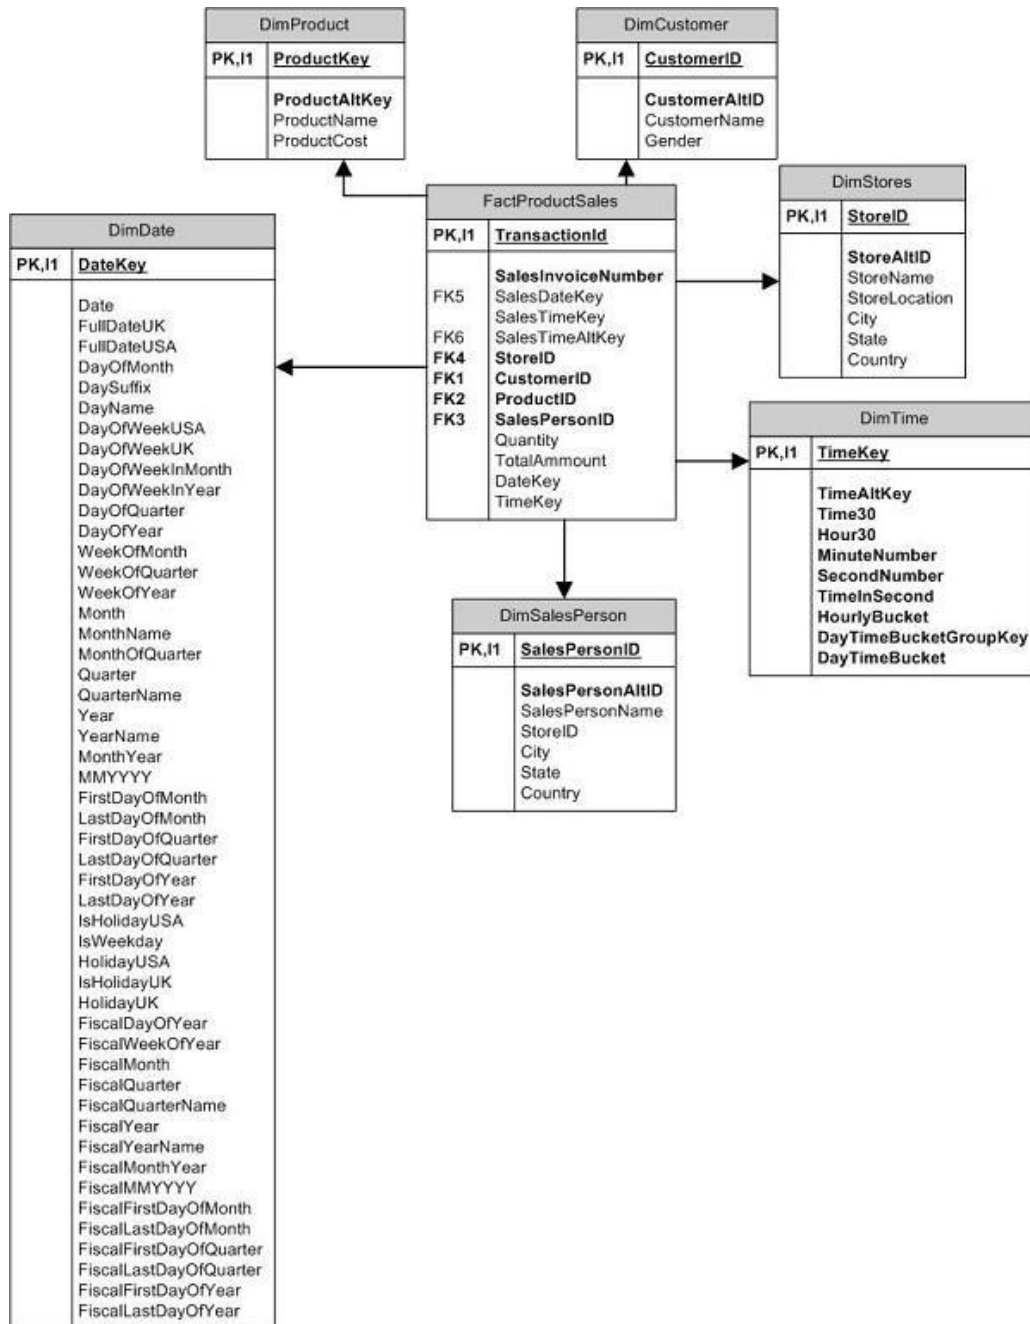 DimProduct
PK,I1 ProductKey
ProductAltKey
ProductName
ProductCost
DimCustomer
PK,I1 CustomerID
CustomerAltID
CustomerName
Gender
DimStores
PK,I1 StoreID
StoreAltID
StoreName
StoreLocation
City
State
Country
FactProductSales
PK,I1 TransactionId
SalesInvoiceNumber
FK5 SalesDateKey
SalesTimeKey
FK6 SalesTimeAltKey
FK4 StoreID
FK1 CustomerID
FK2 ProductID
FK3 SalesPersonID
Quantity
TotalAmmount
DateKey
TimeKey
DimDate
PK,I1 DateKey
Date
FullDateUK
FullDateUSA
DayOfMonth
DaySuffix
DayName
DayOfWeekUSA
DayOfWeekUK
DayOfWeekInMonth
DayOfWeekInYear
DayOfQuarter
DayOfYear
WeekOfMonth
WeekOfQuarter
WeekOfYear
Month
MonthName
MonthOfQuarter
Quarter
QuarterName
Year
YearName
MonthYear
MMYYYY
FirstDayOfMonth
LastDayOfMonth
FirstDayOfQuarter
LastDayOfQuarter
FirstDayOfYear
LastDayOfYear
IsHolidayUSA
IsWeekday
HolidayUSA
IsHolidayUK
HolidayUK
FiscalDayOfYear
FiscalWeekOfYear
FiscalMonth
FiscalQuarter
FiscalQuarterName
FiscalYear
FiscalYearName
FiscalMonthYear
FiscalMMYYYY
FiscalFirstDayOfMonth
FiscalLastDayOfMonth
FiscalFirstDayOfQuarter
FiscalLastDayOfQuarter
FiscalFirstDayOfYear
FiscalLastDayOfYear
DimTime
PK,I1 TimeKey
TimeAltKey
Time30
Hour30
MinuteNumber
SecondNumber
TimeInSecond
HourlyBucket
DayTimeBucketGroupKey
DayTimeBucket
DimSalesPerson
PK,I1 SalesPersonID
SalesPersonAltID
SalesPersonName
StoreID
City
State
Country